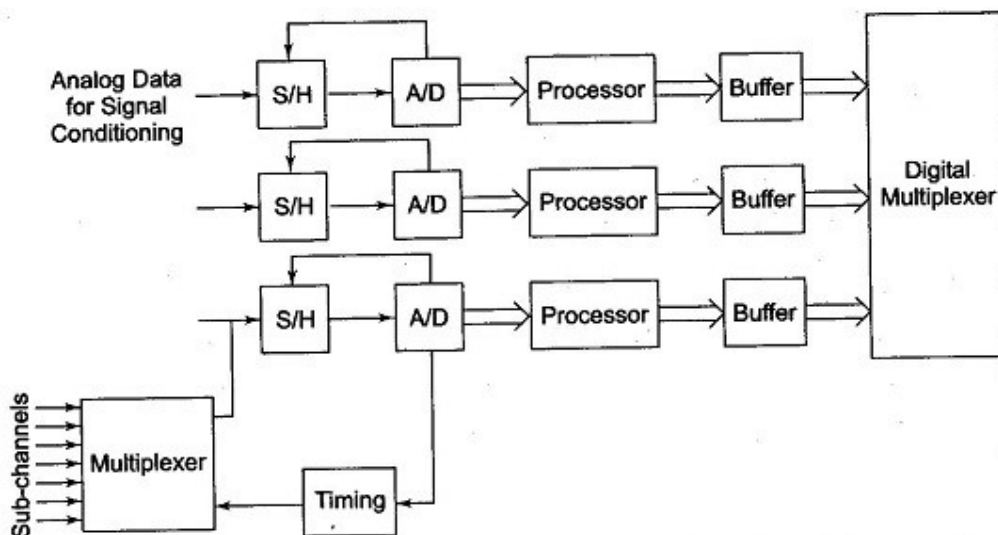 Analog Data
for Signal
Conditioning
S/H
A/D
Processor
Buffer
S/H
A/D
Processor
Buffer
Digital
Multiplexer
S/H
A/D
Processor
Buffer
Sub-channels
Multiplexer
Timing